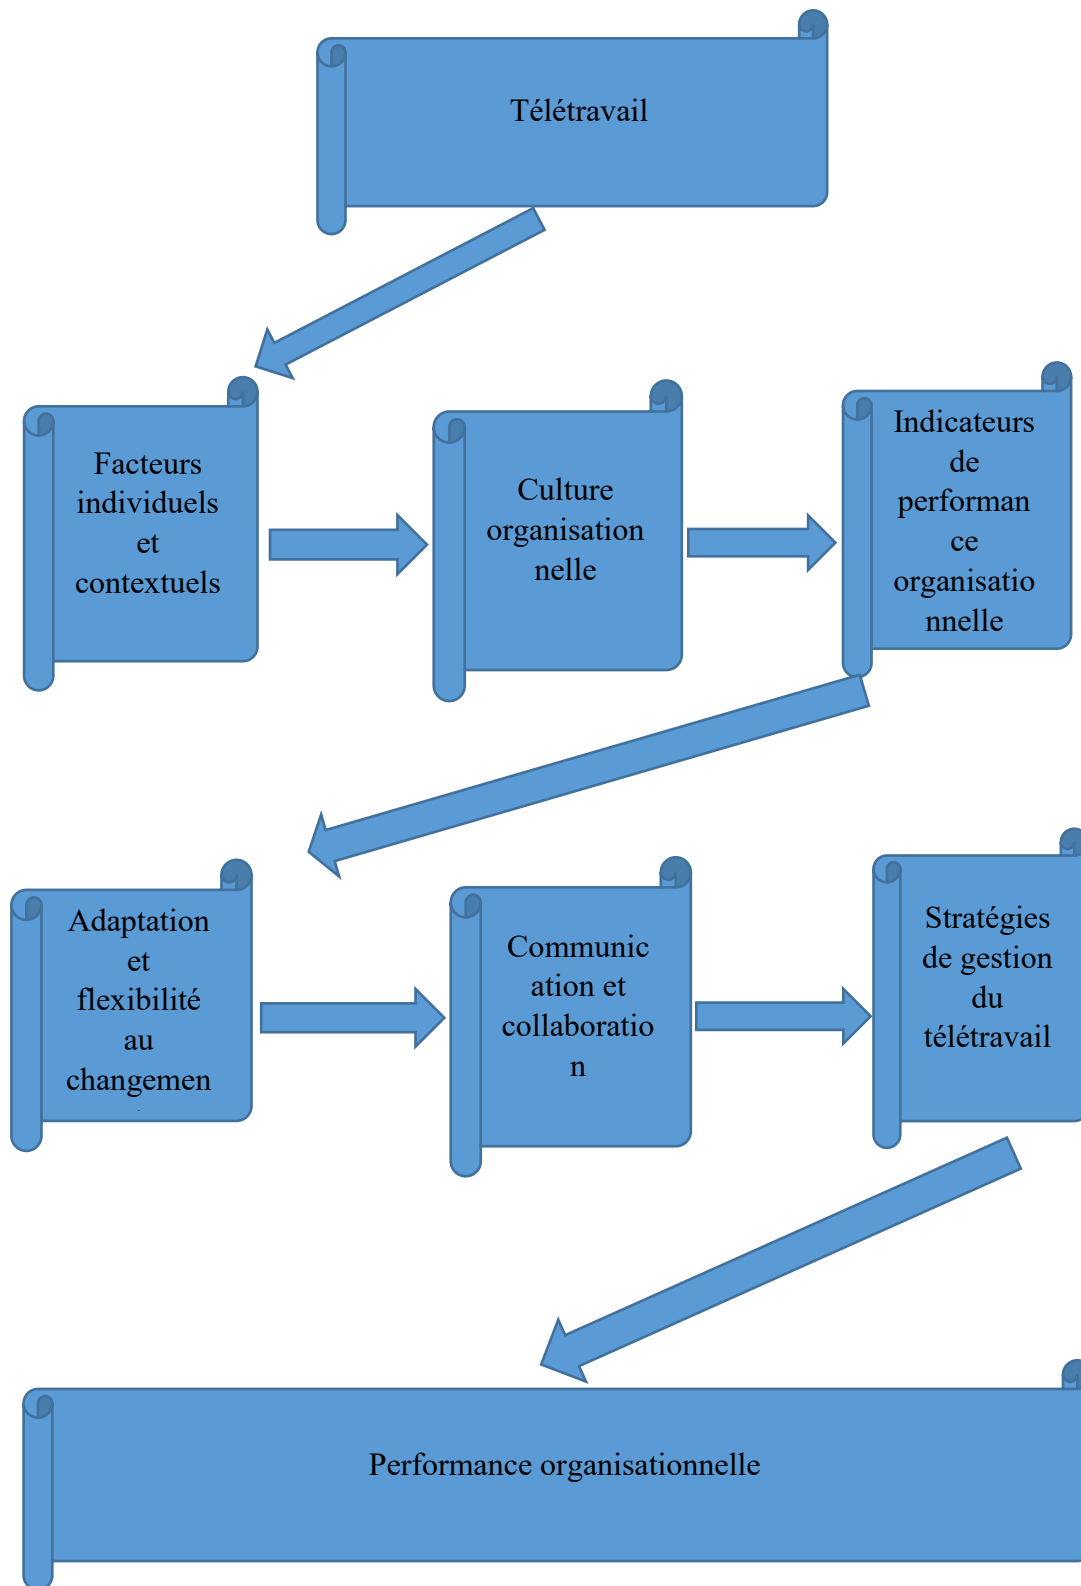 Télétravail
Facteurs
individuels
et
contextuels
Culture
organisation
nelle
Indicateurs
de
performan
ce
organisatio
nnelle
Adaptation
et
flexibilité
au
changemen
Communic
ation et
collaboratio
n
Stratégies
de gestion
du
télétravail
Performance organisationnelle